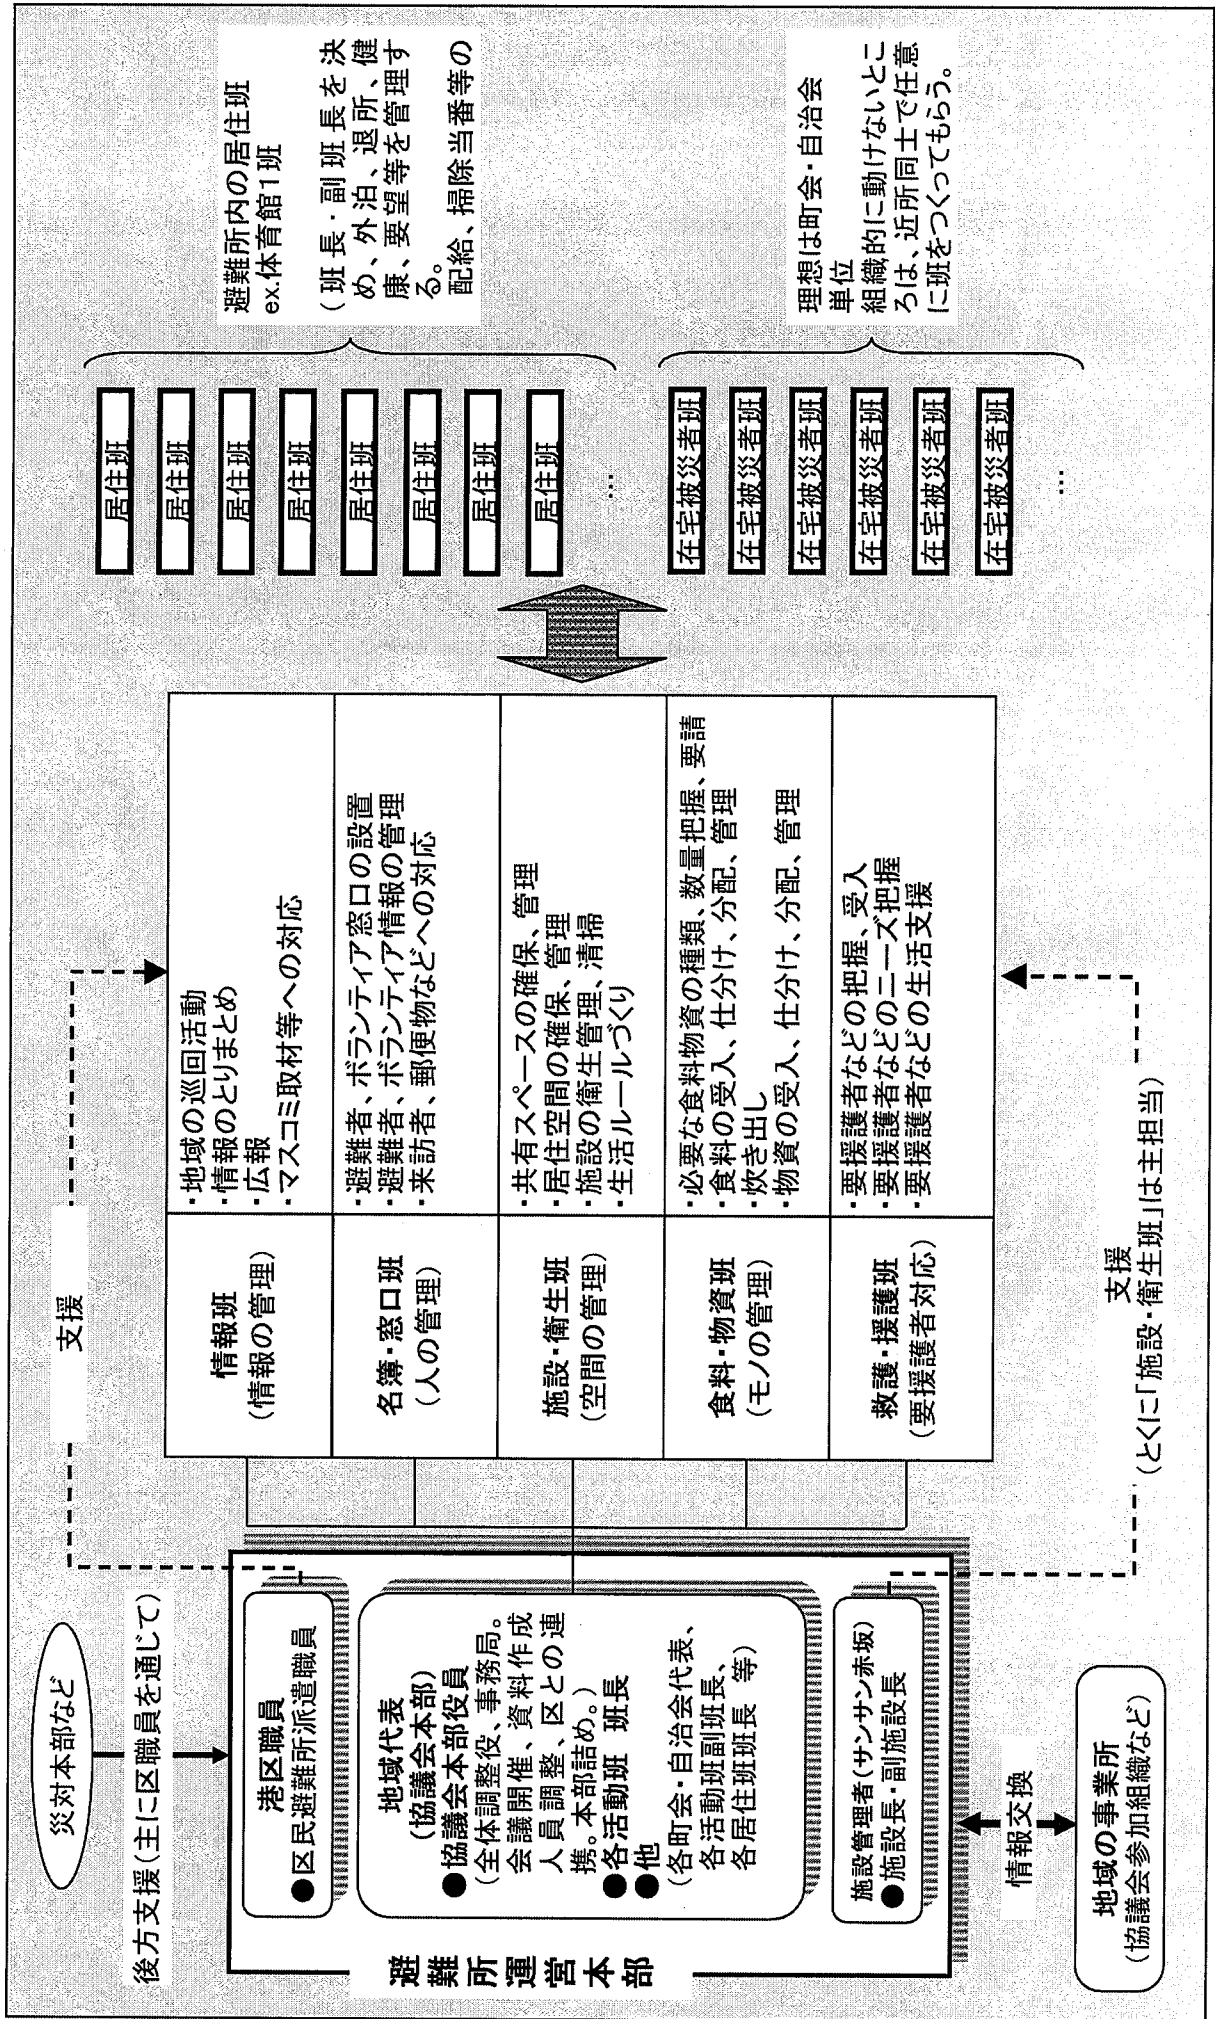 災対本部など
後方支援(主に区職員を通じて)
避難所運営本部
港区職員
●区民避難所派遣職員
地域代表
(協議会本部)
●協議会本部役員
(全体調整役、事務局。
会議開催、資料作成
人員調整、区との連
携。本部詰め。)
●各活動班 班長
●他
(各町会・自治会代表、
各活動班副班長、
各居住班班長 等)
施設管理者(サンサン赤坂)
●施設長・副施設長
情報交換
地域の事業所
(協議会参加組織など)
支援
情報班
(情報の管理)
・地域の巡回活動
・情報のとりまとめ
・広報
・マスコミ取材等への対応
名簿・窓口班
(人の管理)
・避難者、ボランティア窓口の設置
・避難者、ボランティア情報の管理
・来訪者、郵便物などへの対応
施設・衛生班
(空間の管理)
・共有スペースの確保、管理
・居住空間の確保、管理
・施設の衛生管理、清掃
・生活ルールづくり
食料・物資班
(モノの管理)
・必要な食料物資の種類、数量把握、要請
・食料の受入、仕分け、分配、管理
・炊き出し
・物資の受入、仕分け、分配、管理
救護・援護班
(要援護者対応)
・要援護者などの把握、受入
・要援護者などのニーズ把握
・要援護者などの生活支援
支援
(とくに「施設・衛生班」は主担当)
居住班
居住班
居住班
居住班
居住班
居住班
居住班
居住班
…
在宅被災者班
在宅被災者班
在宅被災者班
在宅被災者班
在宅被災者班
在宅被災者班
…
避難所内の居住班
ex.体育館1班
(班長・副班長を決
め、外泊、退所、健
康、要望等を管理す
る。
配給、掃除当番等の
理想は町会・自治会
単位
組織的に動けないとこ
ろは、近所同士で任意
に班をつくってもらう。